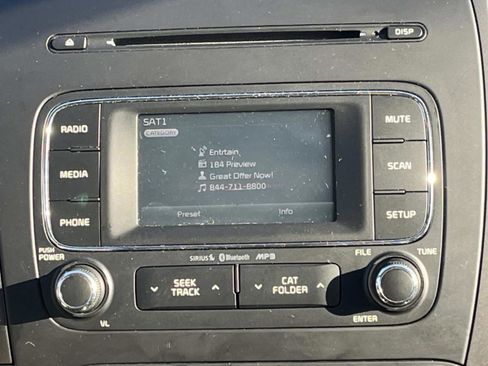 DISP
SAT1
CATEGORY
Entrtain
184 Preview
Great Offer Now!
844-711-8800
Preset Info
RADIO
MEDIA
PHONE
MUTE
SCAN
SETUP
PUSH
POWER
VOL
SIRIUS Bluetooth MP3
SEEK
TRACK
CAT
FOLDER
FILE TUNE
ENTER